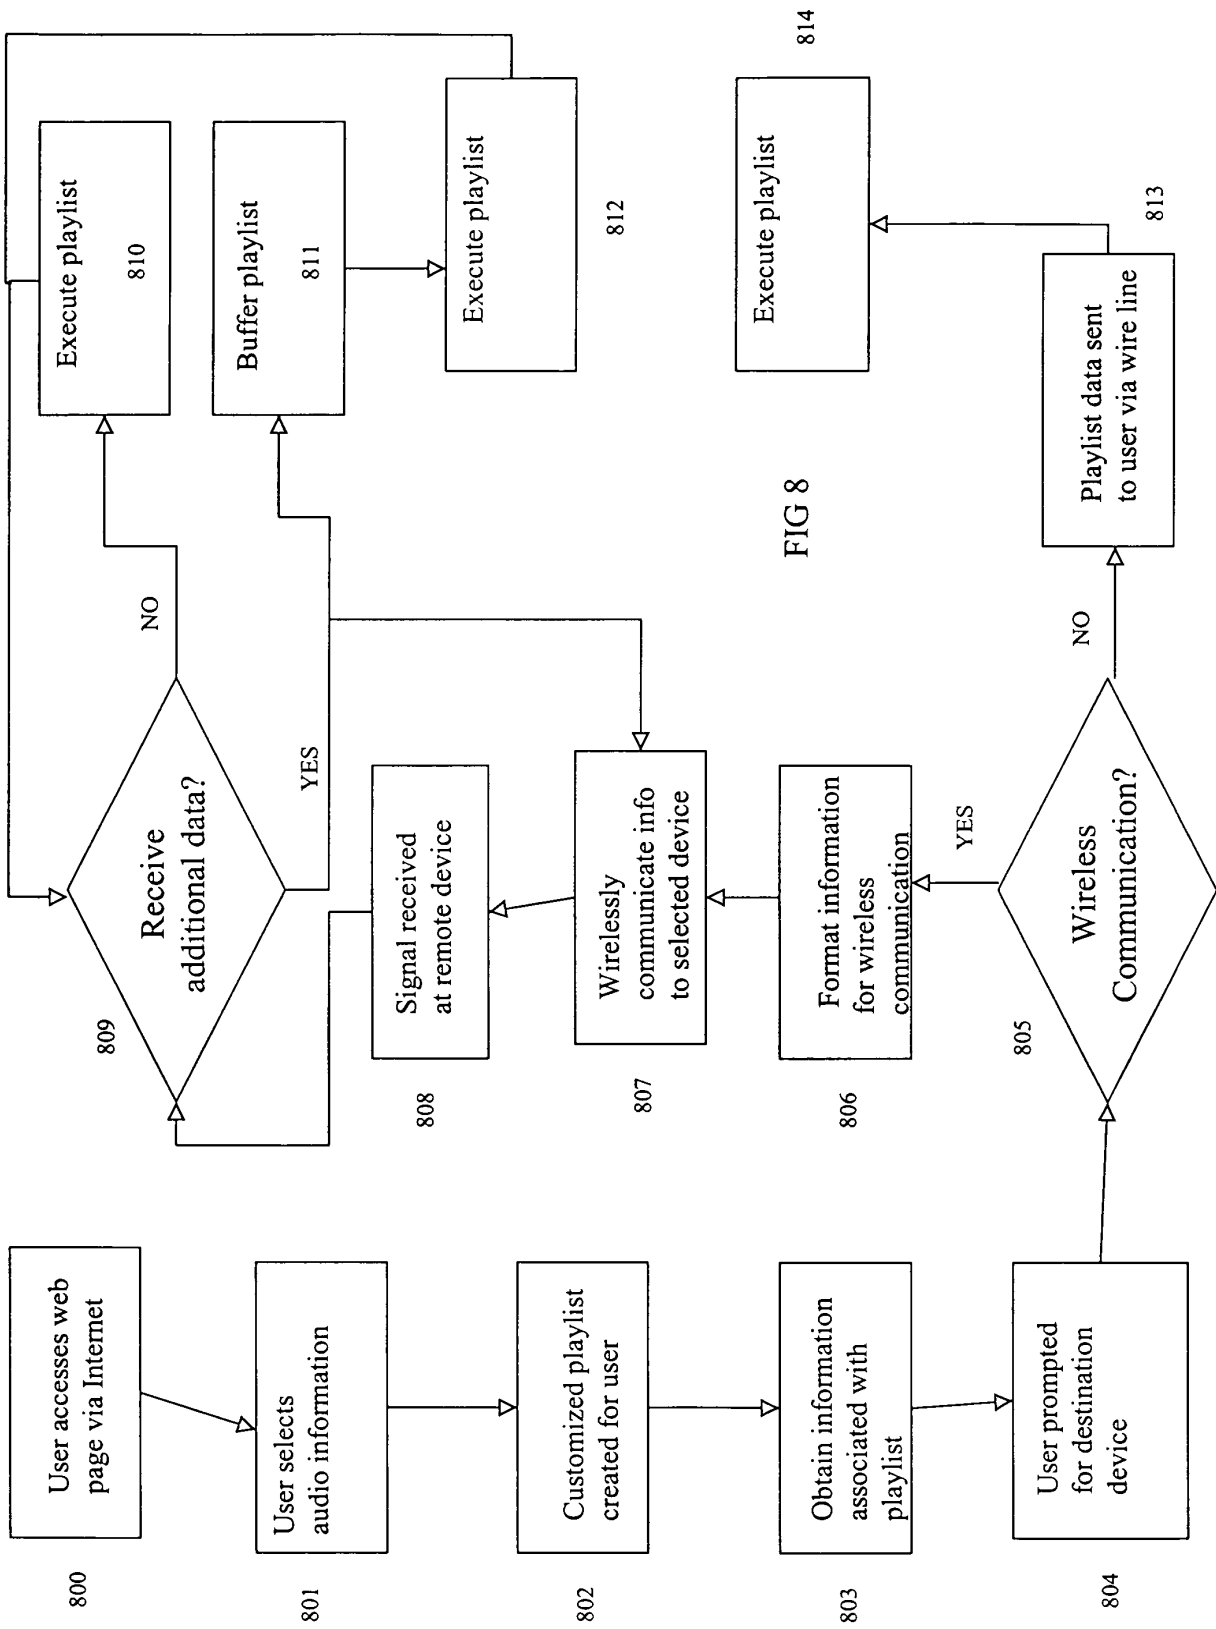 800
User accesses web
page via Internet
801
User selects
audio information
802
Customized playlist
created for user
803
Obtain information
associated with
playlist
804
User prompted
for destination
device
805
Wireless
Communication?
YES
NO
806
Format information
for wireless
communication
807
Wirelessly
communicate info
to selected device
808
Signal received
at remote device
809
Receive
additional data?
NO
YES
Execute playlist
810
Buffer playlist
811
Execute playlist
812
Playlist data sent
to user via wire line
813
Execute playlist
814
FIG 8